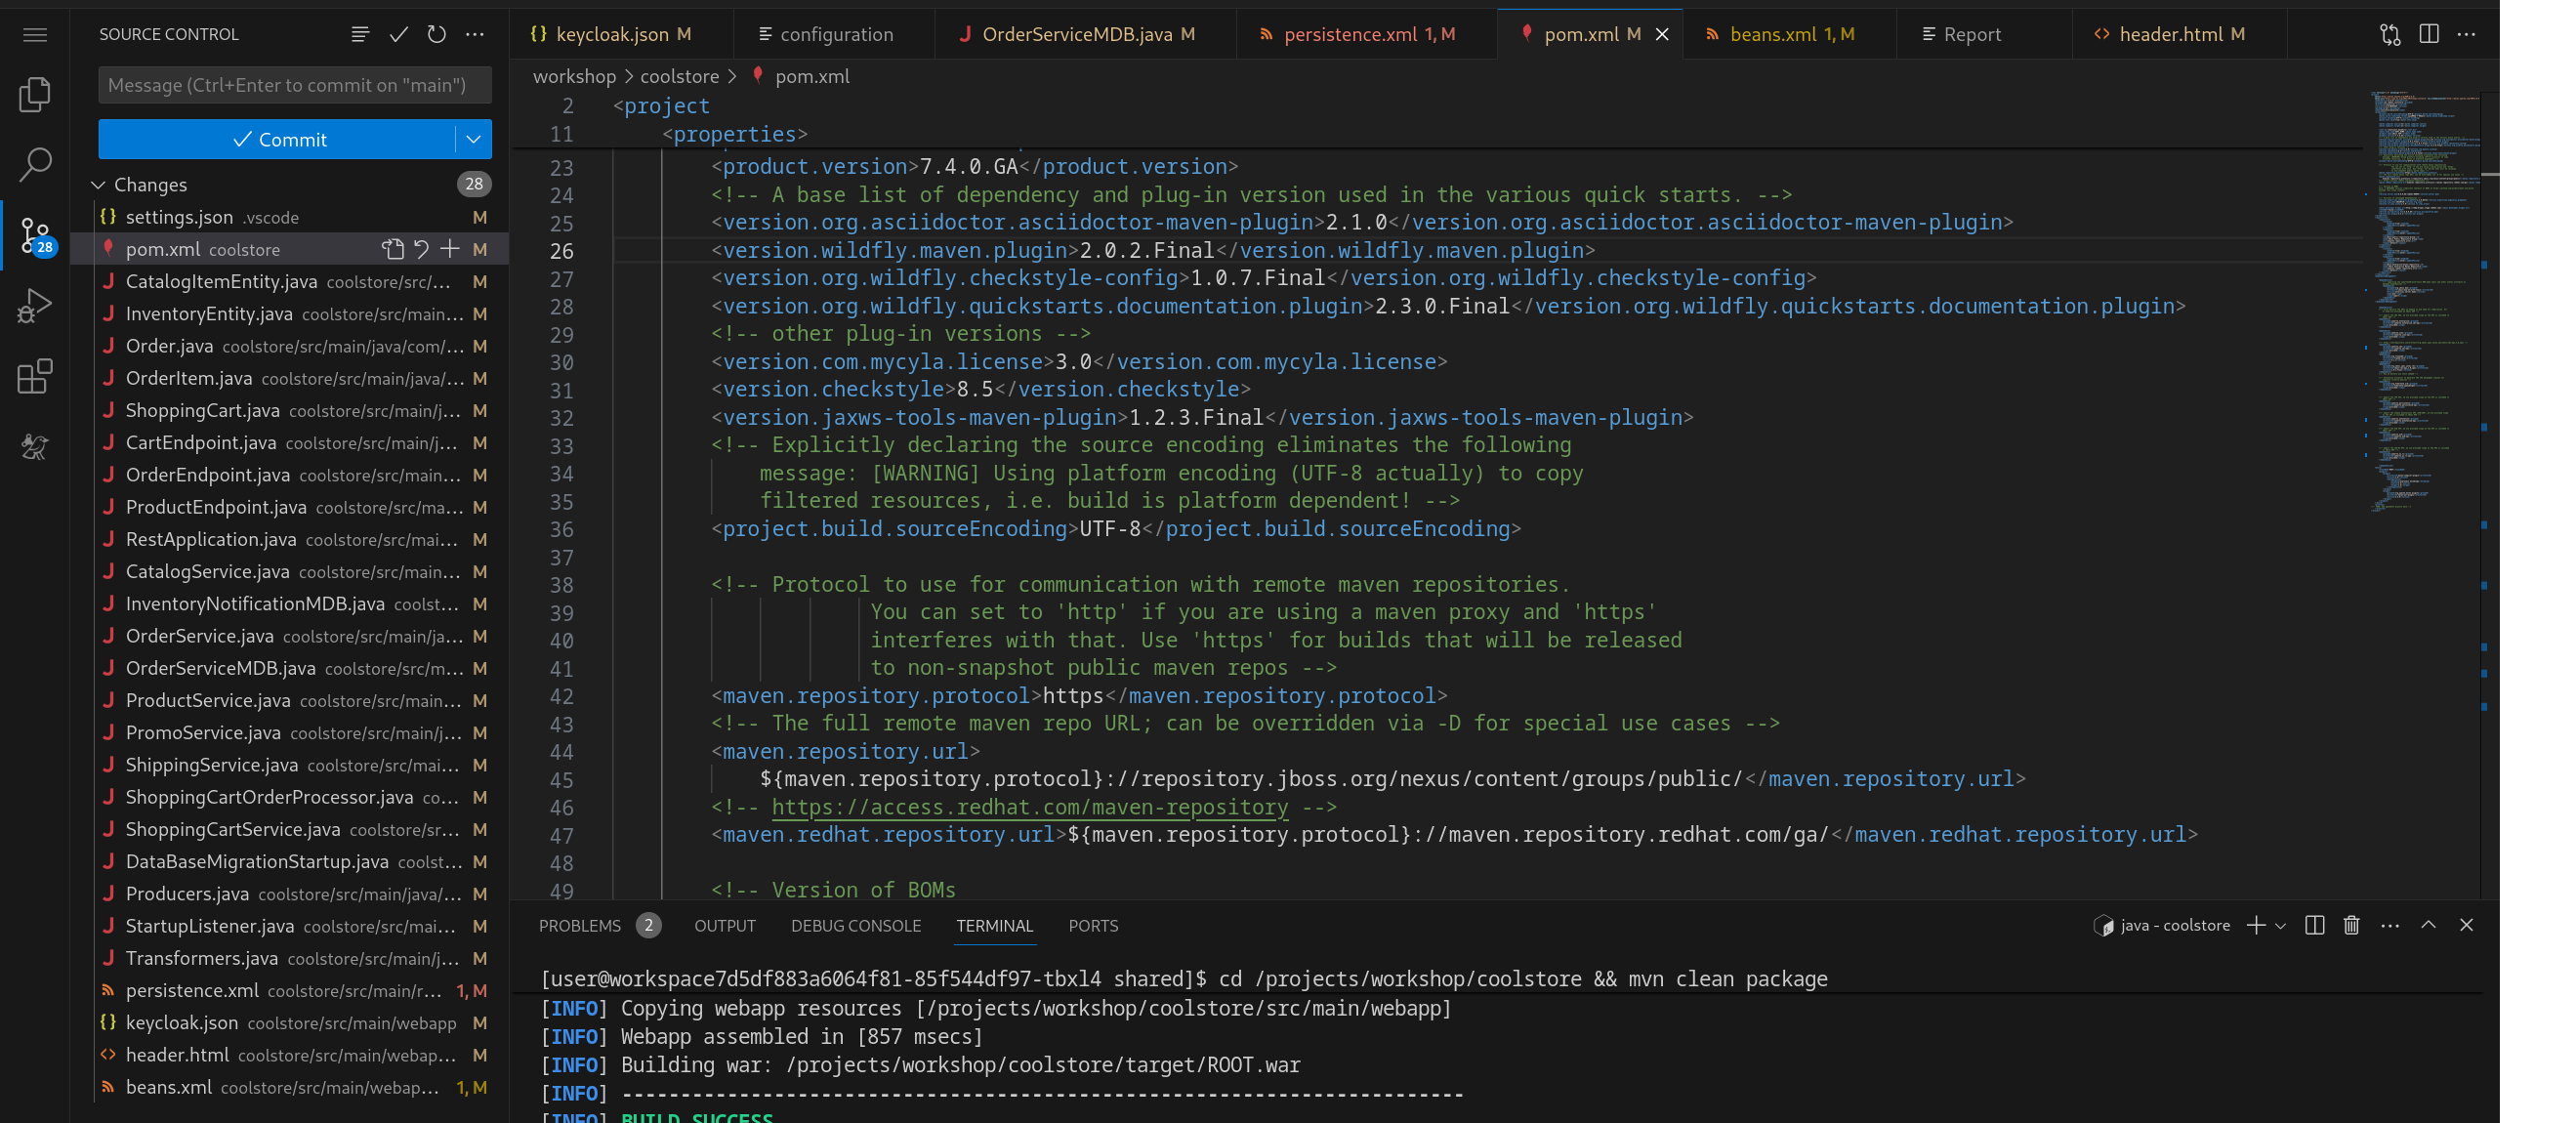 SOURCE CONTROL
Message (Ctrl+Enter to commit on "main")
Commit
Changes 28
settings.json .vscode M
pom.xml coolstore M
CatalogItemEntity.java coolstore/src/... M
InventoryEntity.java coolstore/src/main... M
Order.java coolstore/src/main/java/com/... M
OrderItem.java coolstore/src/main/java/... M
ShoppingCart.java coolstore/src/main/j... M
CartEndpoint.java coolstore/src/main/j... M
OrderEndpoint.java coolstore/src/main... M
ProductEndpoint.java coolstore/src/ma... M
RestApplication.java coolstore/src/mai... M
CatalogService.java coolstore/src/main... M
InventoryNotificationMDB.java coolst... M
OrderService.java coolstore/src/main/ja... M
OrderServiceMDB.java coolstore/src/m... M
ProductService.java coolstore/src/main... M
PromoService.java coolstore/src/main/j... M
ShippingService.java coolstore/src/mai... M
ShoppingCartOrderProcessor.java co... M
ShoppingCartService.java coolstore/sr... M
DataBaseMigrationStartup.java coolst... M
Producers.java coolstore/src/main/java/... M
StartupListener.java coolstore/src/mai... M
Transformers.java coolstore/src/main/j... M
persistence.xml coolstore/src/main/r... 1, M
keycloak.json coolstore/src/main/webapp M
header.html coolstore/src/main/webap... M
beans.xml coolstore/src/main/webap... 1, M
28
keycloak.json M configuration OrderServiceMDB.java M persistence.xml 1, M pom.xml M beans.xml 1, M Report header.html M
workshop > coolstore > pom.xml
2 <project
11 <properties>
23 <product.version>7.4.0.GA</product.version>
24 <!-- A base list of dependency and plug-in version used in the various quick starts. -->
25 <version.org.asciidoctor.asciidoctor-maven-plugin>2.1.0</version.org.asciidoctor.asciidoctor-maven-plugin>
26 <version.wildfly.maven.plugin>2.0.2.Final</version.wildfly.maven.plugin>
27 <version.org.wildfly.checkstyle-config>1.0.7.Final</version.org.wildfly.checkstyle-config>
28 <version.org.wildfly.quickstarts.documentation.plugin>2.3.0.Final</version.org.wildfly.quickstarts.documentation.plugin>
29 <!-- other plug-in versions -->
30 <version.com.mycyla.license>3.0</version.com.mycyla.license>
31 <version.checkstyle>8.5</version.checkstyle>
32 <version.jaxws-tools-maven-plugin>1.2.3.Final</version.jaxws-tools-maven-plugin>
33 <!-- Explicitly declaring the source encoding eliminates the following
34 message: [WARNING] Using platform encoding (UTF-8 actually) to copy
35 filtered resources, i.e. build is platform dependent! -->
36 <project.build.sourceEncoding>UTF-8</project.build.sourceEncoding>
37
38 <!-- Protocol to use for communication with remote maven repositories.
39 You can set to 'http' if you are using a maven proxy and 'https'
40 interferes with that. Use 'https' for builds that will be released
41 to non-snapshot public maven repos -->
42 <maven.repository.protocol>https</maven.repository.protocol>
43 <!-- The full remote maven repo URL; can be overridden via -D for special use cases -->
44 <maven.repository.url>
45 ${maven.repository.protocol}://repository.jboss.org/nexus/content/groups/public/</maven.repository.url>
46 <!-- https://access.redhat.com/maven-repository -->
47 <maven.redhat.repository.url>${maven.repository.protocol}://maven.repository.redhat.com/ga/</maven.redhat.repository.url>
48
49 <!-- Version of BOMs
PROBLEMS 2 OUTPUT DEBUG CONSOLE TERMINAL PORTS java - coolstore
[user@workspace7d5df883a6064f81-85f544df97-tbxl4 shared]$ cd /projects/workshop/coolstore && mvn clean package
[INFO] Copying webapp resources [/projects/workshop/coolstore/src/main/webapp]
[INFO] Webapp assembled in [857 msecs]
[INFO] Building war: /projects/workshop/coolstore/target/ROOT.war
[INFO] ------------------------------------------------------------------------
[INFO] BUILD SUCCESS